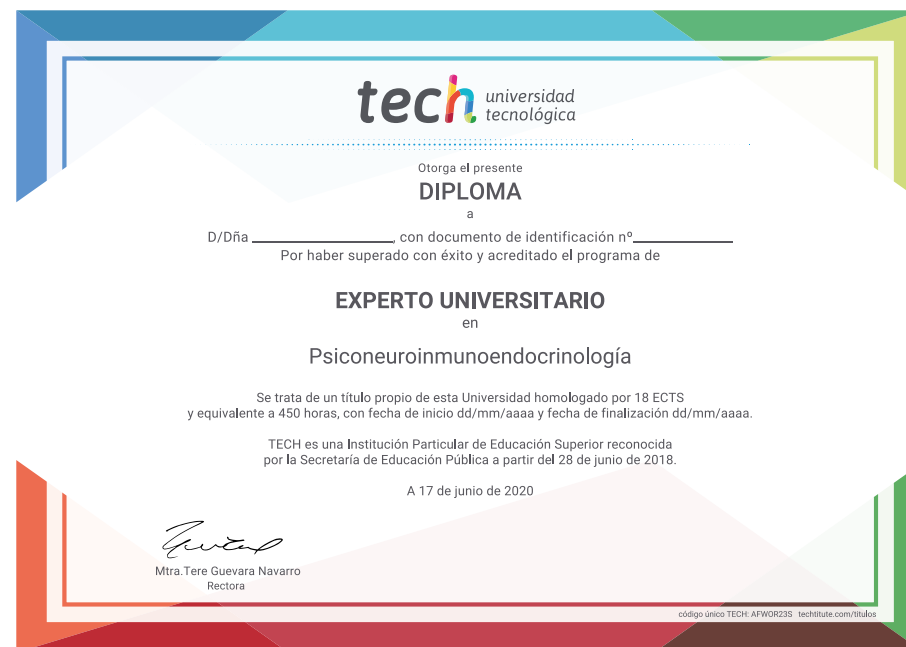 tech universidad
tecnológica
Otorga el presente
DIPLOMA
a
D/Dña ____________________, con documento de identificación nº______________
Por haber superado con éxito y acreditado el programa de
EXPERTO UNIVERSITARIO
en
Psiconeuroinmunoendocrinología
Se trata de un título propio de esta Universidad homologado por 18 ECTS
y equivalente a 450 horas, con fecha de inicio dd/mm/aaaa y fecha de finalización dd/mm/aaaa.
TECH es una Institución Particular de Educación Superior reconocida
por la Secretaría de Educación Pública a partir del 28 de junio de 2018.
A 17 de junio de 2020
Mtra.Tere Guevara Navarro
Rectora
código único TECH: AFWOR23S techtitute.com/titulos